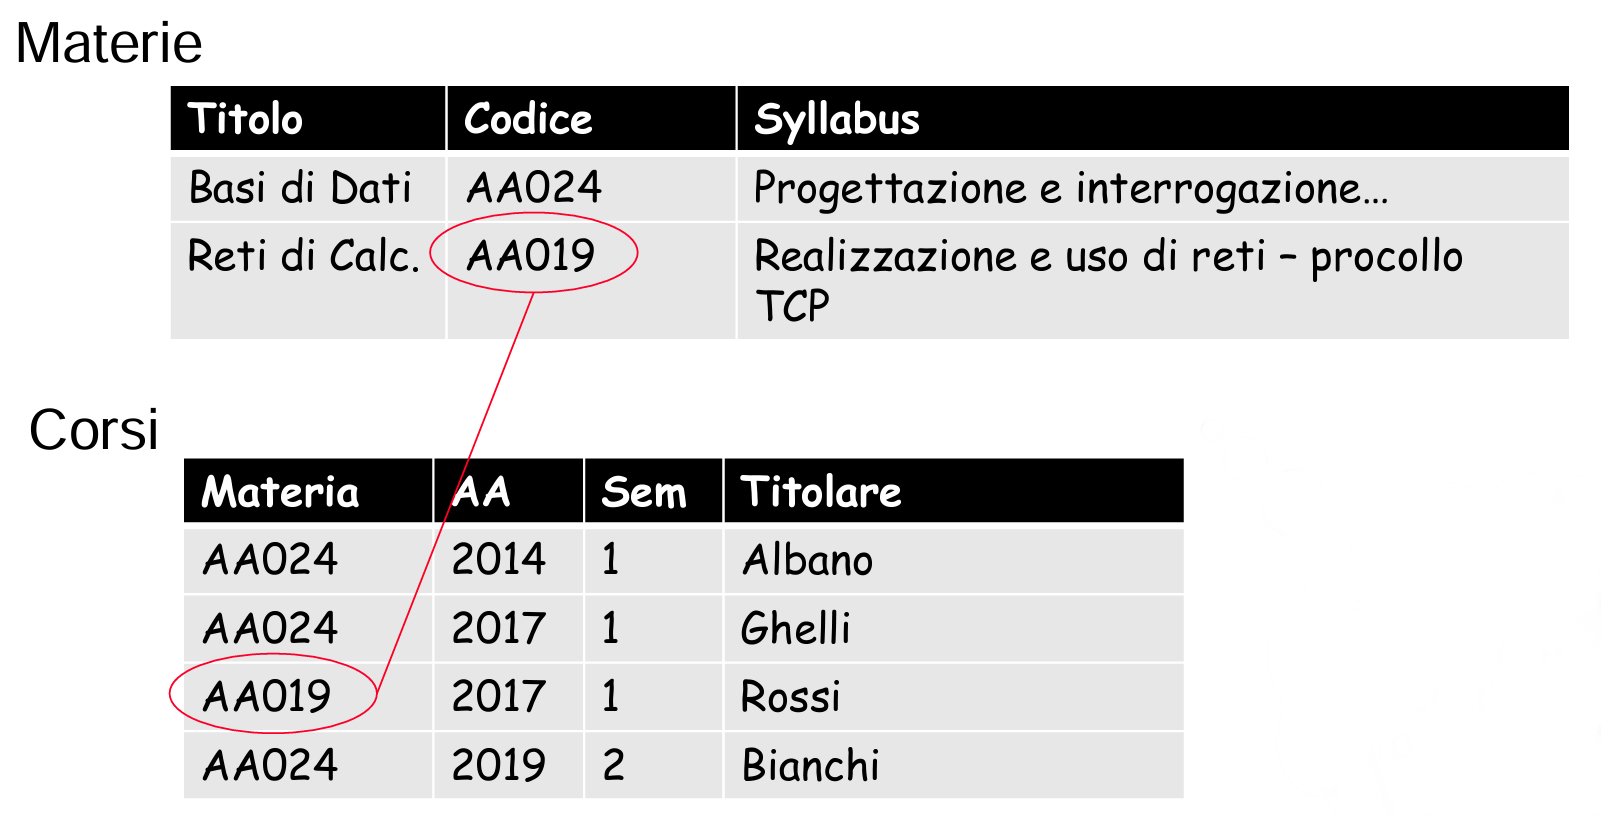 Materie
Titolo Codice Syllabus
Basi di Dati AA024 Progettazione e interrogazione...
Reti di Calc. AA019 Realizzazione e uso di reti – procollo
TCP
Corsi
Materia AA Sem Titolare
AA024 2014 1 Albano
AA024 2017 1 Ghelli
AA019 2017 1 Rossi
AA024 2019 2 Bianchi